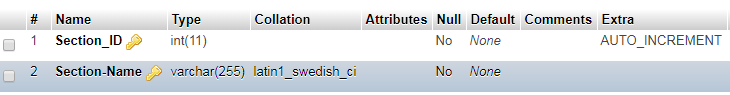 # Name Type Collation Attributes Null Default Comments Extra
1 Section_ID int(11) No None AUTO_INCREMENT
2 Section-Name varchar(255) latin1_swedish_ci No None